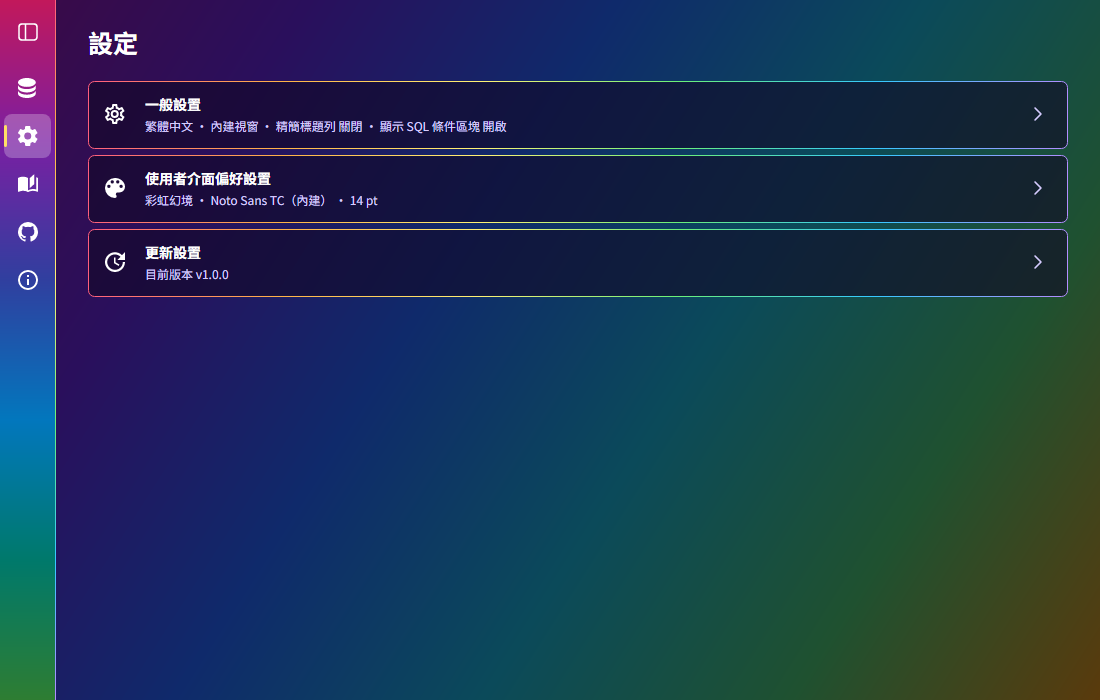 設定
一般設置
繁體中文 • 內建視窗 • 精簡標題列 關閉 • 顯示 SQL 條件區塊 開啟
使用者介面偏好設置
彩虹幻境 • Noto Sans TC（內建） • 14 pt
更新設置
目前版本 v1.0.0